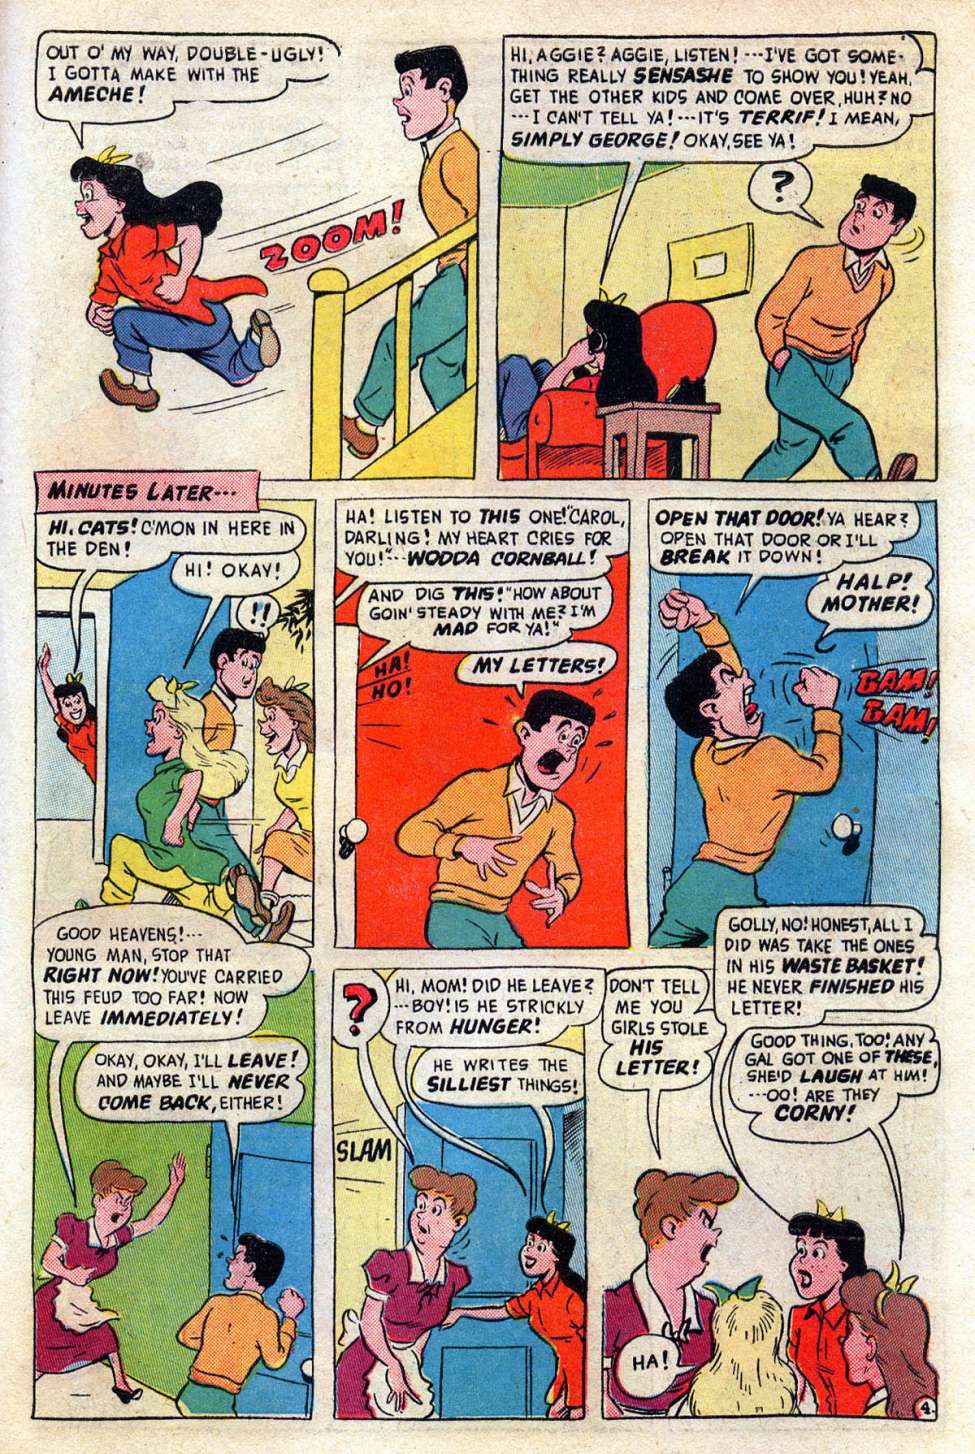 OUT O' MY WAY, DOUBLE-UGLY!
I GOTTA MAKE WITH THE
AMECHE!
ZOOM!
HI, AGGIE? AGGIE, LISTEN! ---I'VE GOT SOME-
THING REALLY SENSASHE TO SHOW YOU! YEAH,
GET THE OTHER KIDS AND COME OVER, HUH? NO
---I CAN'T TELL YA!---IT'S TERRIF! I MEAN,
SIMPLY GEORGE! OKAY, SEE YA!
?
MINUTES LATER---
HI, CATS! C'MON IN HERE IN
THE DEN!
HI! OKAY!
!!
HA! LISTEN TO THIS ONE! "CAROL,
DARLING! MY HEART CRIES FOR
YOU!"--WODDA CORNBALL!
AND DIG THIS! "HOW ABOUT
GOIN' STEADY WITH ME? I'M
MAD FOR YA!"
HA!
HO!
MY LETTERS!
OPEN THAT DOOR! YA HEAR?
OPEN THAT DOOR OR I'LL
BREAK IT DOWN!
HALP!
MOTHER!
BAM!
BAM!
GOOD HEAVENS!---
YOUNG MAN, STOP THAT
RIGHT NOW! YOU'VE CARRIED
THIS FEUD TOO FAR! NOW
LEAVE IMMEDIATELY!
OKAY, OKAY, I'LL LEAVE!
AND MAYBE I'LL NEVER
COME BACK, EITHER!
?
HI, MOM! DID HE LEAVE?
---BOY! IS HE STRICKLY
FROM HUNGER!
HE WRITES THE
SILLIEST THINGS!
SLAM
DON'T TELL
ME YOU
GIRLS STOLE
HIS
LETTER!
GOLLY, NO! HONEST, ALL I
DID WAS TAKE THE ONES
IN HIS WASTE BASKET!
HE NEVER FINISHED HIS
LETTER!
GOOD THING, TOO! ANY
GAL GOT ONE OF THESE,
SHE'D LAUGH AT HIM!
---OO! ARE THEY
CORNY!
HA!
4.